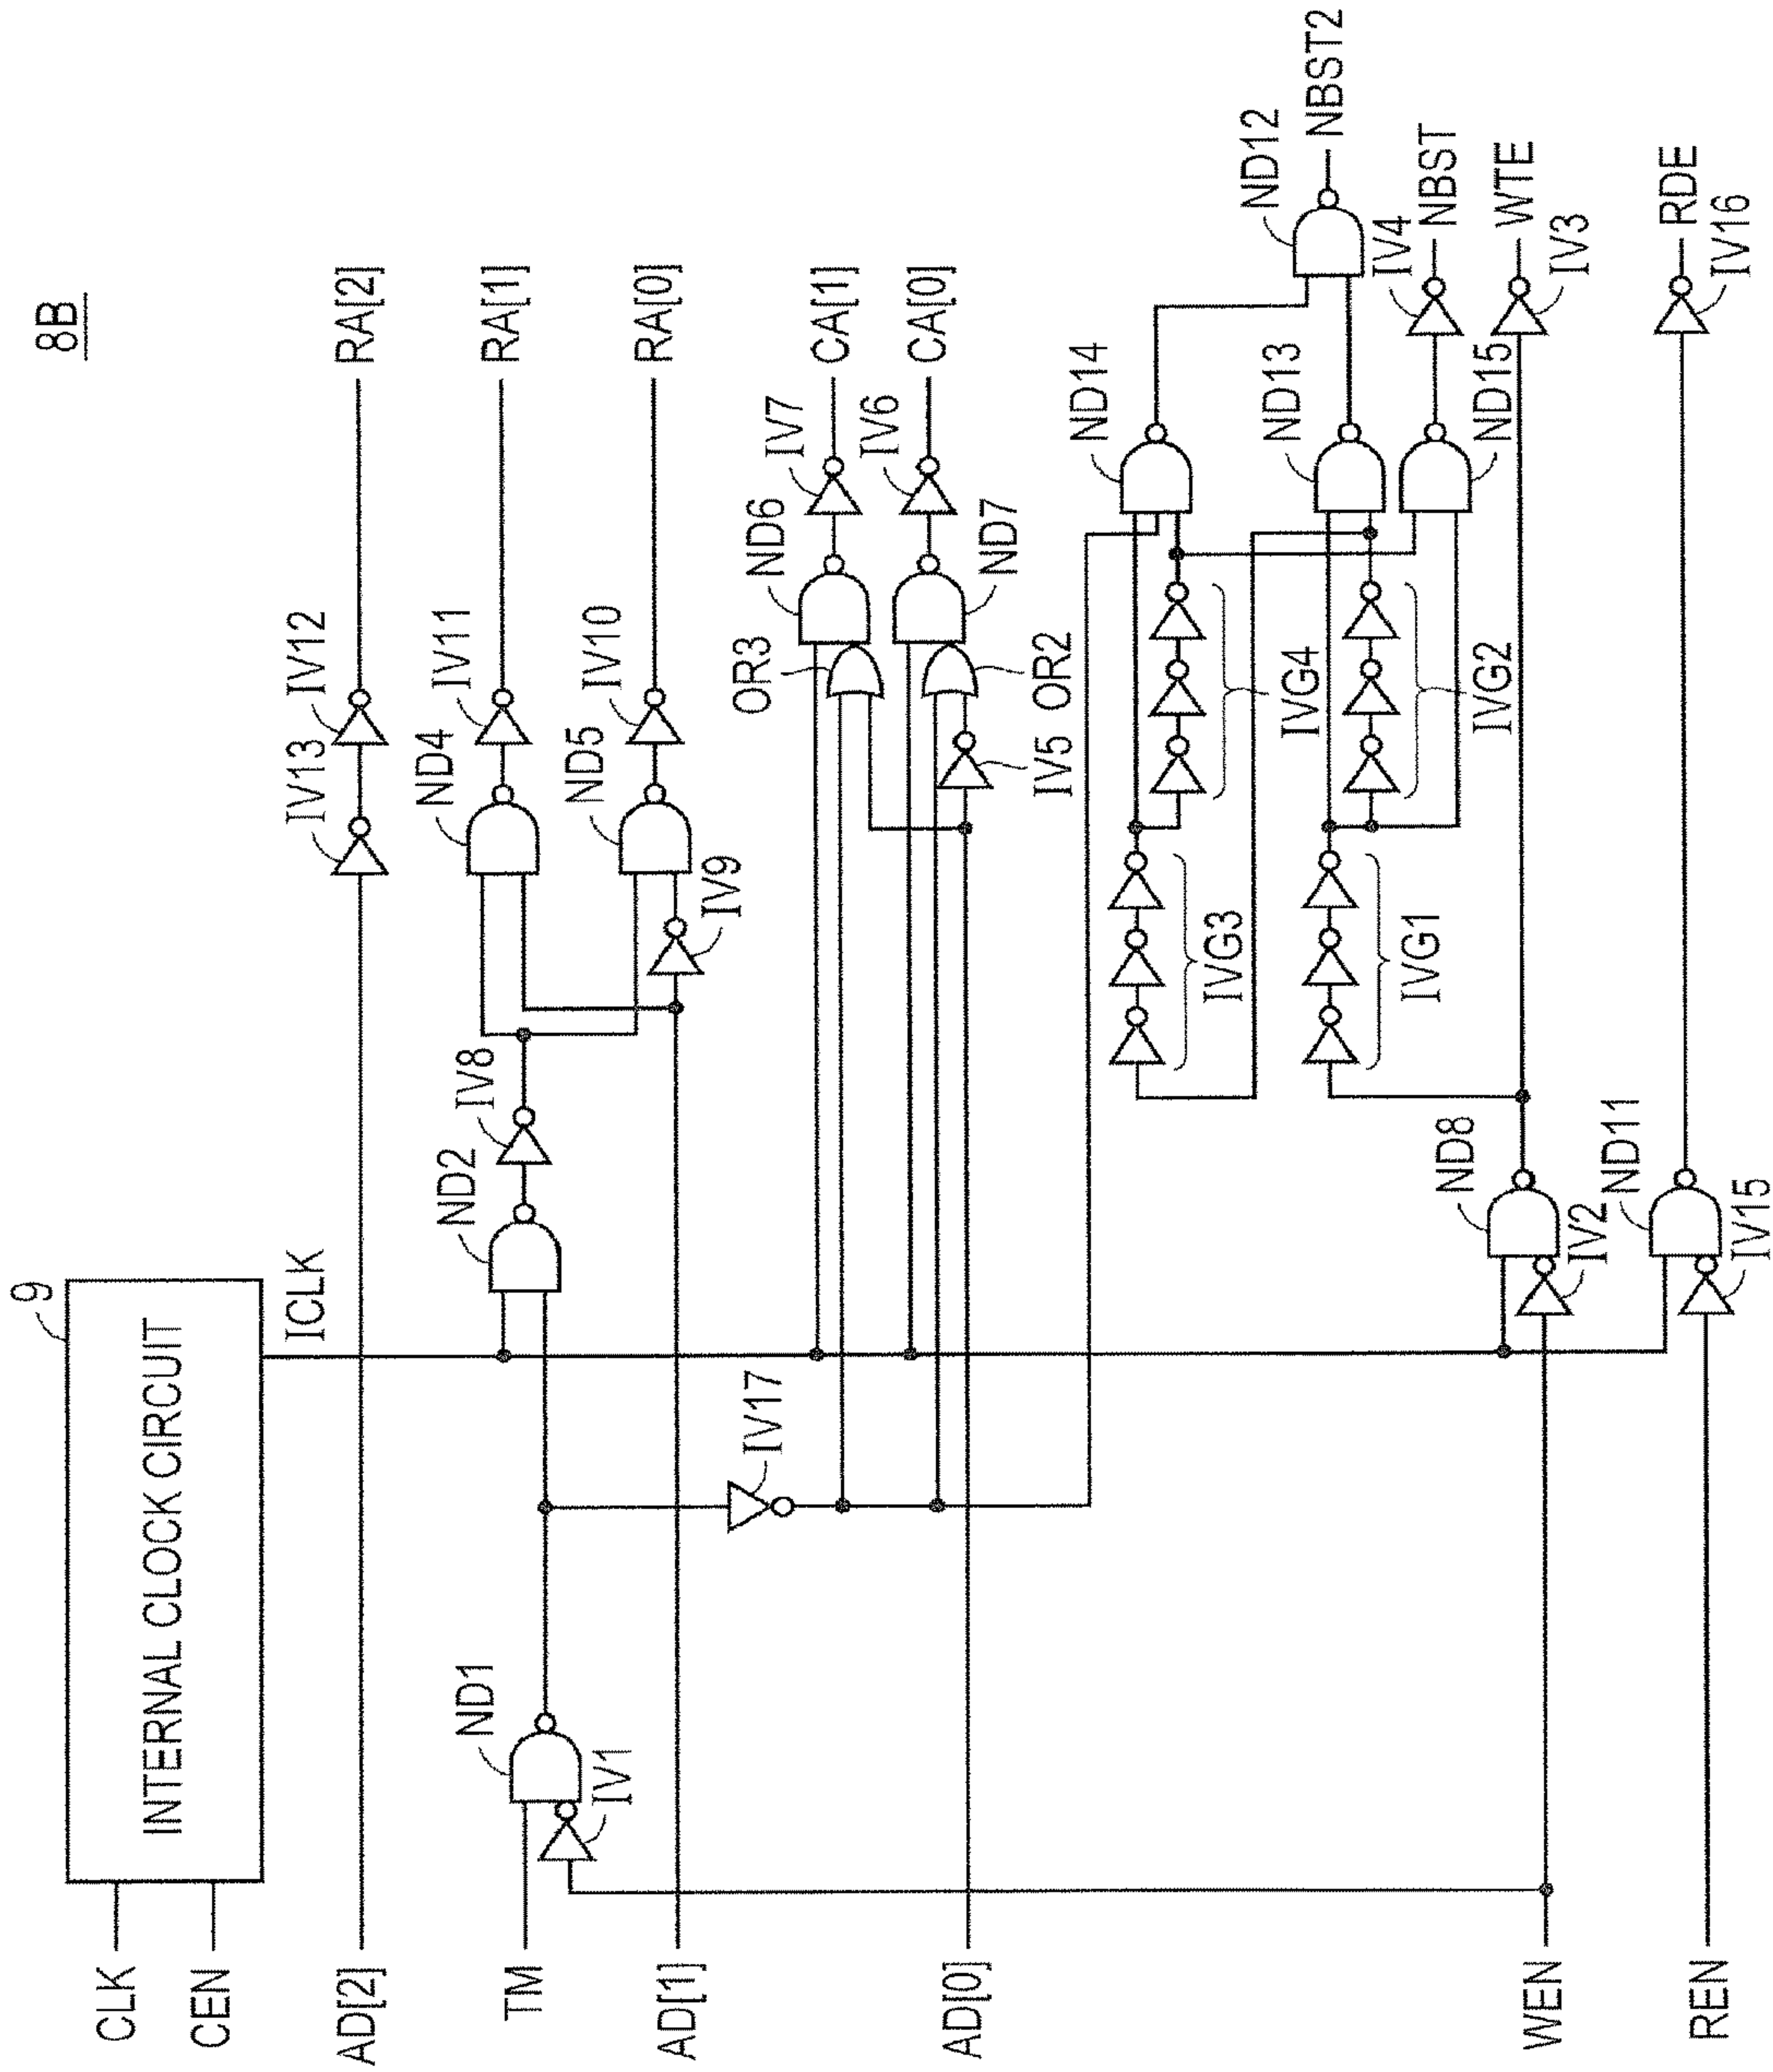 8B
9
INTERNAL CLOCK CIRCUIT
CLK
CEN
ICLK
AD[2]
IV13
IV12
RA[2]
TM
ND1
IV1
ND2
IV8
ND4
IV11
RA[1]
AD[1]
IV9
ND5
IV10
RA[0]
IV17
OR3
ND6
IV7
CA[1]
AD[0]
IV5
OR2
ND7
IV6
CA[0]
IVG3
IVG4
ND14
IVG1
IVG2
ND13
ND12
NBST2
ND15
IV4
NBST
WEN
IV2
ND8
WTE
IV3
REN
IV15
ND11
RDE
IV16